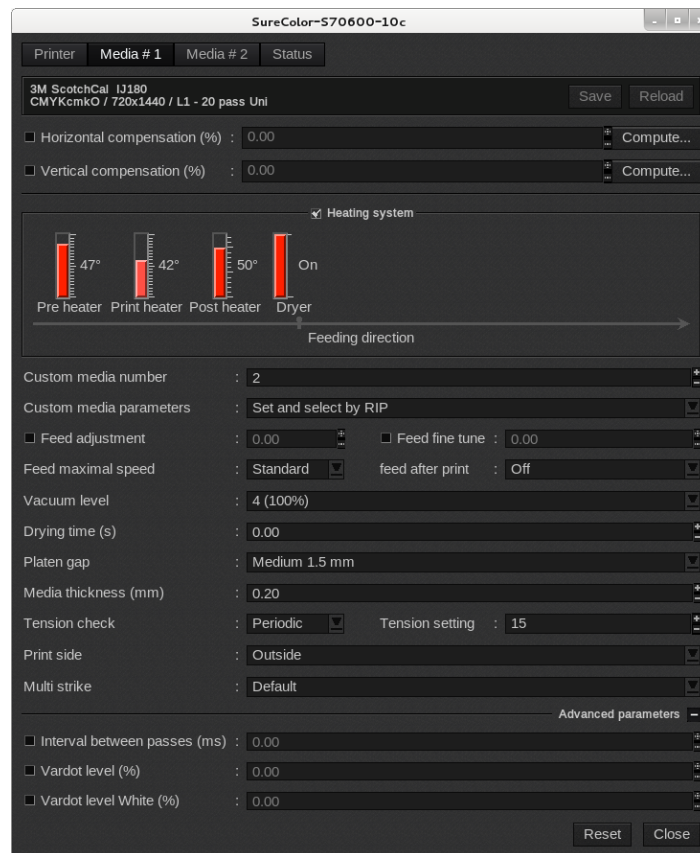 SureColor-S70600-10c
Printer Media # 1 Media # 2 Status
3M ScotchCal IJ180
CMYKcmkO / 720x1440 / L1 - 20 pass Uni
Save Reload
Horizontal compensation (%) : 0.00 Compute...
Vertical compensation (%) : 0.00 Compute...
Heating system
47° 42° 50° On
Pre heater Print heater Post heater Dryer
Feeding direction
Custom media number : 2
Custom media parameters : Set and select by RIP
Feed adjustment : 0.00 Feed fine tune : 0.00
Feed maximal speed : Standard feed after print : Off
Vacuum level : 4 (100%)
Drying time (s) : 0.00
Platen gap : Medium 1.5 mm
Media thickness (mm) : 0.20
Tension check : Periodic Tension setting : 15
Print side : Outside
Multi strike : Default
Advanced parameters
Interval between passes (ms) : 0.00
Vardot level (%) : 0.00
Vardot level White (%) : 0.00
Reset Close